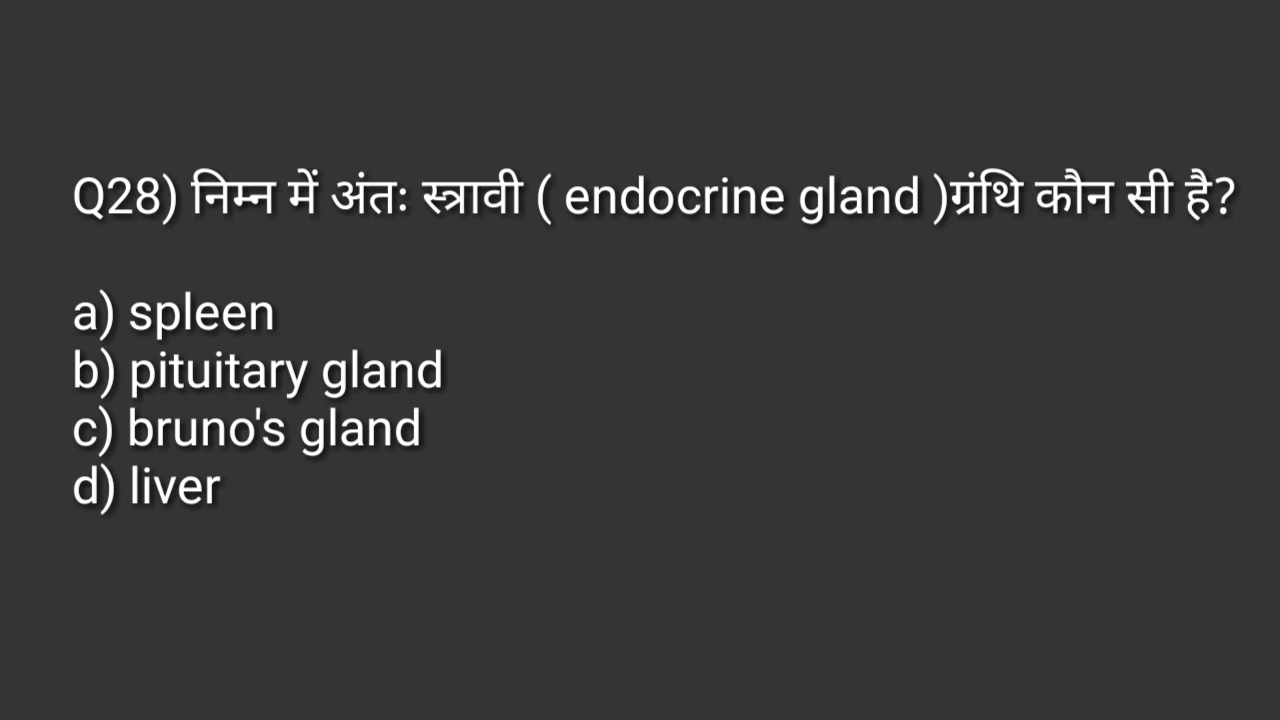 Q28) निम्न में अंतः स्त्रावी ( endocrine gland )ग्रंथि कौन सी है?
a) spleen
b) pituitary gland
c) bruno's gland
d) liver